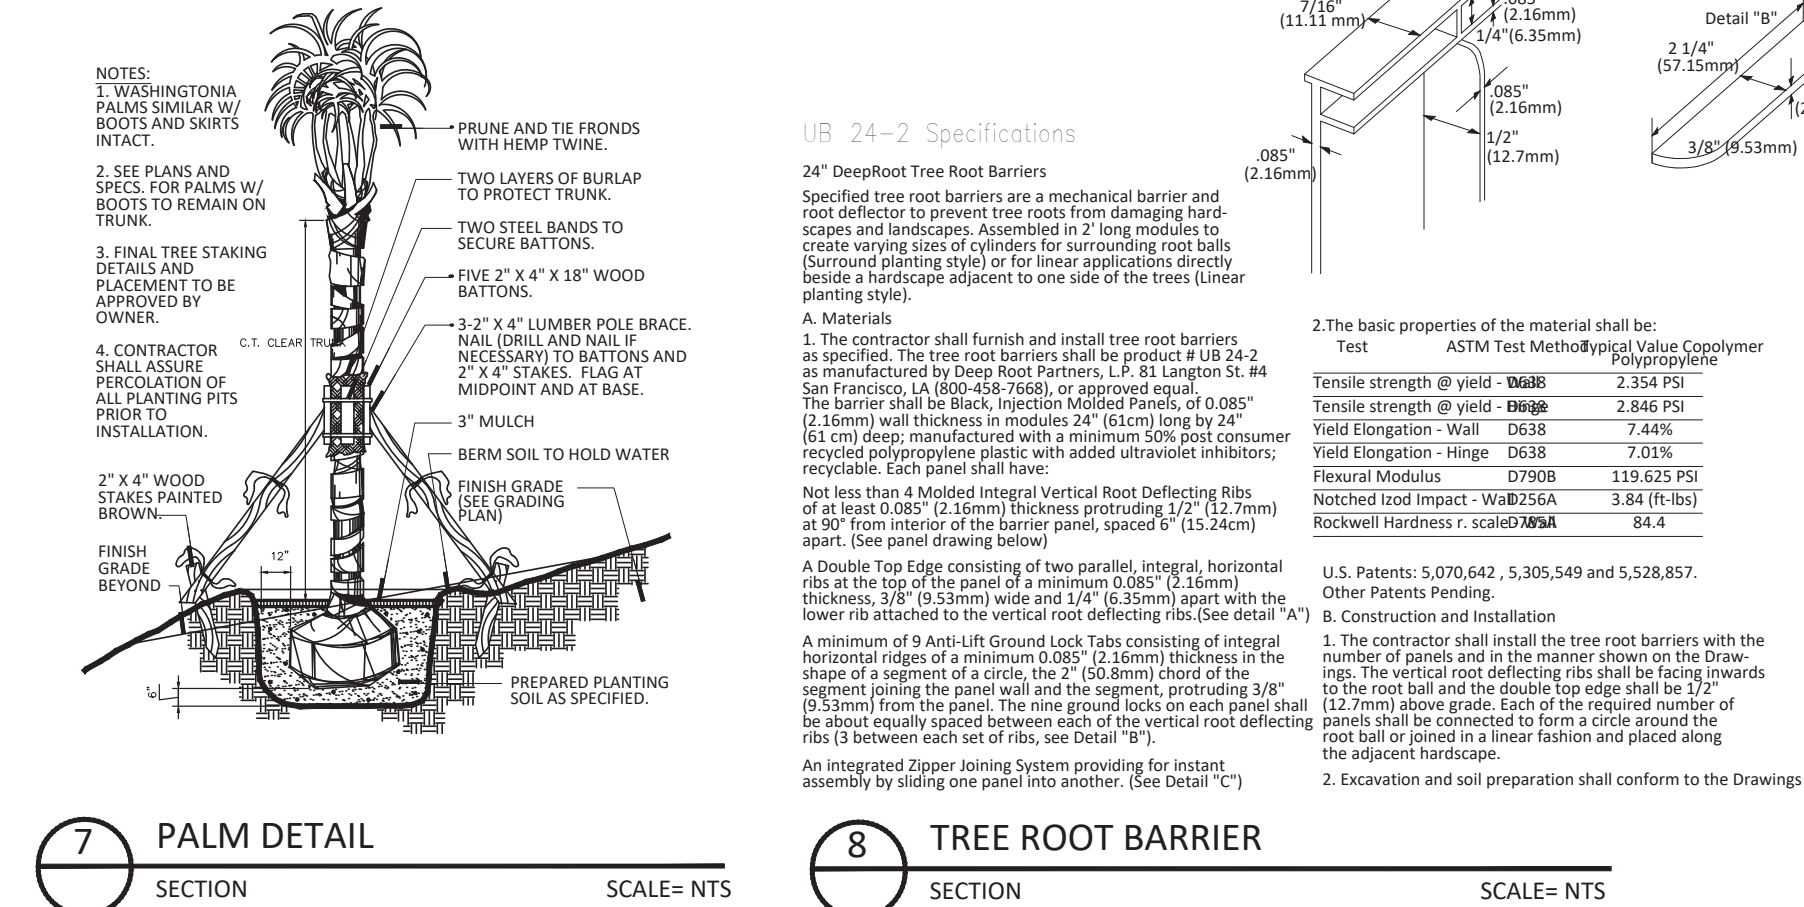 NOTES:
1. WASHINGTONIA
PALMS SIMILAR W/
BOOTS AND SKIRTS
INTACT.
2. SEE PLANS AND
SPECS. FOR PALMS W/
BOOTS TO REMAIN ON
TRUNK.
3. FINAL TREE STAKING
DETAILS AND
PLACEMENT TO BE
APPROVED BY
OWNER.
4. CONTRACTOR
SHALL ASSURE
PERCOLATION OF
ALL PLANTING PITS
PRIOR TO
INSTALLATION.
2" X 4" WOOD
STAKES PAINTED
BROWN.
FINISH
GRADE
BEYOND
C.T. CLEAR TRUNK
12"
6"
PRUNE AND TIE FRONDS
WITH HEMP TWINE.
TWO LAYERS OF BURLAP
TO PROTECT TRUNK.
TWO STEEL BANDS TO
SECURE BATTONS.
FIVE 2" X 4" X 18" WOOD
BATTONS.
3-2" X 4" LUMBER POLE BRACE.
NAIL (DRILL AND NAIL IF
NECESSARY) TO BATTONS AND
2" X 4" STAKES.  FLAG AT
MIDPOINT AND AT BASE.
3" MULCH
BERM SOIL TO HOLD WATER
FINISH GRADE
(SEE GRADING
PLAN)
PREPARED PLANTING
SOIL AS SPECIFIED.
7
PALM DETAIL
SECTION
SCALE= NTS
UB 24-2 Specifications
24" DeepRoot Tree Root Barriers
Specified tree root barriers are a mechanical barrier and
root deflector to prevent tree roots from damaging hard-
scapes and landscapes. Assembled in 2' long modules to
create varying sizes of cylinders for surrounding root balls
(Surround planting style) or for linear applications directly
beside a hardscape adjacent to one side of the trees (Linear
planting style).
A. Materials
1. The contractor shall furnish and install tree root barriers
as specified. The tree root barriers shall be product # UB 24-2
as manufactured by Deep Root Partners, L.P. 81 Langton St. #4
San Francisco, LA (800-458-7668), or approved equal.
The barrier shall be Black, Injection Molded Panels, of 0.085"
(2.16mm) wall thickness in modules 24" (61cm) long by 24"
(61 cm) deep; manufactured with a minimum 50% post consumer
recycled polypropylene plastic with added ultraviolet inhibitors;
recyclable. Each panel shall have:
Not less than 4 Molded Integral Vertical Root Deflecting Ribs
of at least 0.085" (2.16mm) thickness protruding 1/2" (12.7mm)
at 90° from interior of the barrier panel, spaced 6" (15.24cm)
apart. (See panel drawing below)
A Double Top Edge consisting of two parallel, integral, horizontal
ribs at the top of the panel of a minimum 0.085" (2.16mm)
thickness, 3/8" (9.53mm) wide and 1/4" (6.35mm) apart with the
lower rib attached to the vertical root deflecting ribs.(See detail "A")
A minimum of 9 Anti-Lift Ground Lock Tabs consisting of integral
horizontal ridges of a minimum 0.085" (2.16mm) thickness in the
shape of a segment of a circle, the 2" (50.8mm) chord of the
segment joining the panel wall and the segment, protruding 3/8"
(9.53mm) from the panel. The nine ground locks on each panel shall
be about equally spaced between each of the vertical root deflecting
ribs (3 between each set of ribs, see Detail "B").
An integrated Zipper Joining System providing for instant
assembly by sliding one panel into another. (See Detail "C")
7/16"
(11.11 mm)
(2.16mm)
1/4"(6.35mm)
.085"
(2.16mm)
1/2"
(12.7mm)
.085"
(2.16mm)
Detail "B"
2 1/4"
(57.15mm)
3/8" (9.53mm)
2.The basic properties of the material shall be:
Test ASTM Test Method Typical Value Copolymer
Polypropylene
Tensile strength @ yield - Wall D638 2.354 PSI
Tensile strength @ yield - Hinge D638 2.846 PSI
Yield Elongation - Wall D638 7.44%
Yield Elongation - Hinge D638 7.01%
Flexural Modulus D790B 119.625 PSI
Notched Izod Impact - Wall D256A 3.84 (ft-lbs)
Rockwell Hardness r. scale - Wall D785A 84.4
U.S. Patents: 5,070,642 , 5,305,549 and 5,528,857.
Other Patents Pending.
B. Construction and Installation
1. The contractor shall install the tree root barriers with the
number of panels and in the manner shown on the Draw-
ings. The vertical root deflecting ribs shall be facing inwards
to the root ball and the double top edge shall be 1/2"
(12.7mm) above grade. Each of the required number of
panels shall be connected to form a circle around the
root ball or joined in a linear fashion and placed along
the adjacent hardscape.
2. Excavation and soil preparation shall conform to the Drawings
8
TREE ROOT BARRIER
SECTION
SCALE= NTS